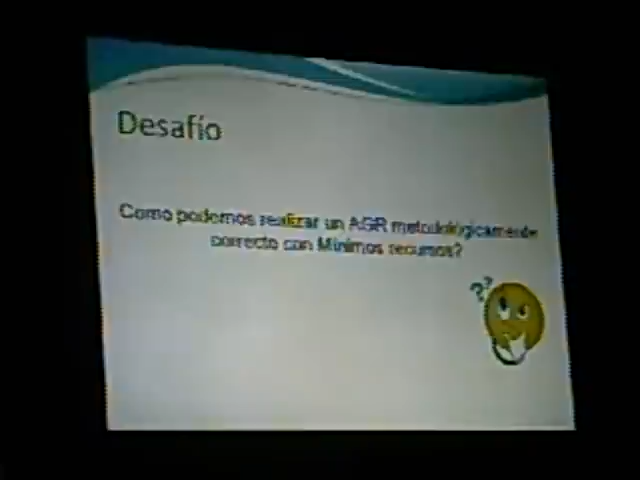 Desafío
Como podemos realizar un AGR metodológicamente
correcto con Mínimos recursos?
??